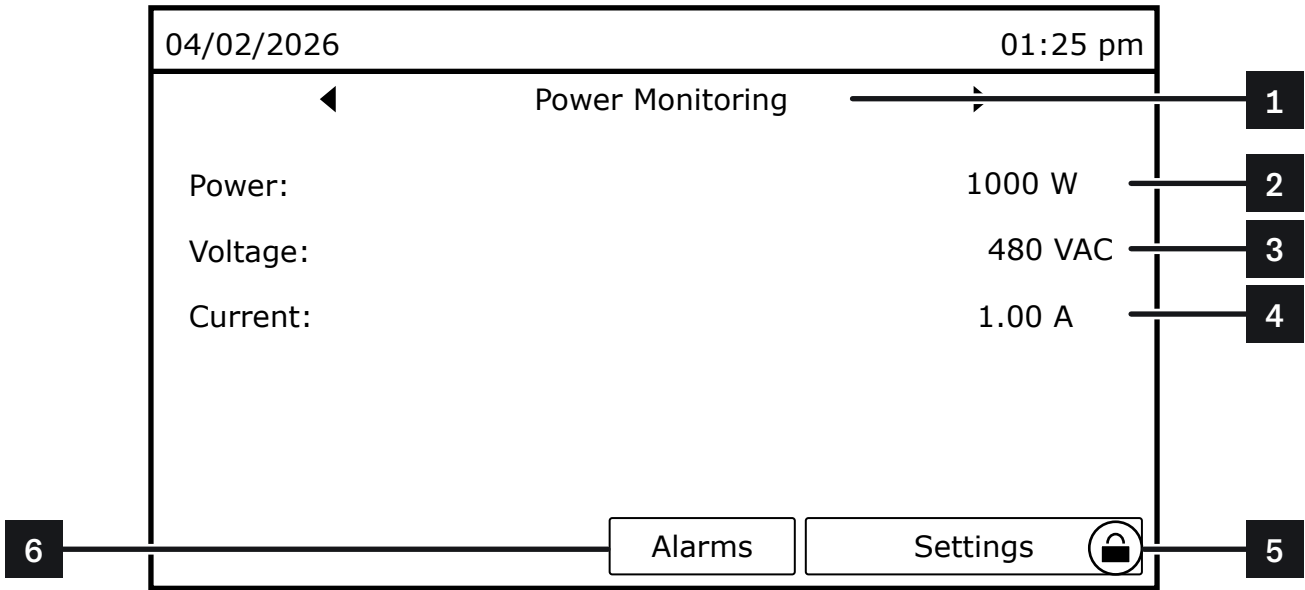 04/02/2026 01:25 pm
Power Monitoring 1
Power: 1000 W 2
Voltage: 480 VAC 3
Current: 1.00 A 4
6 Alarms Settings 5